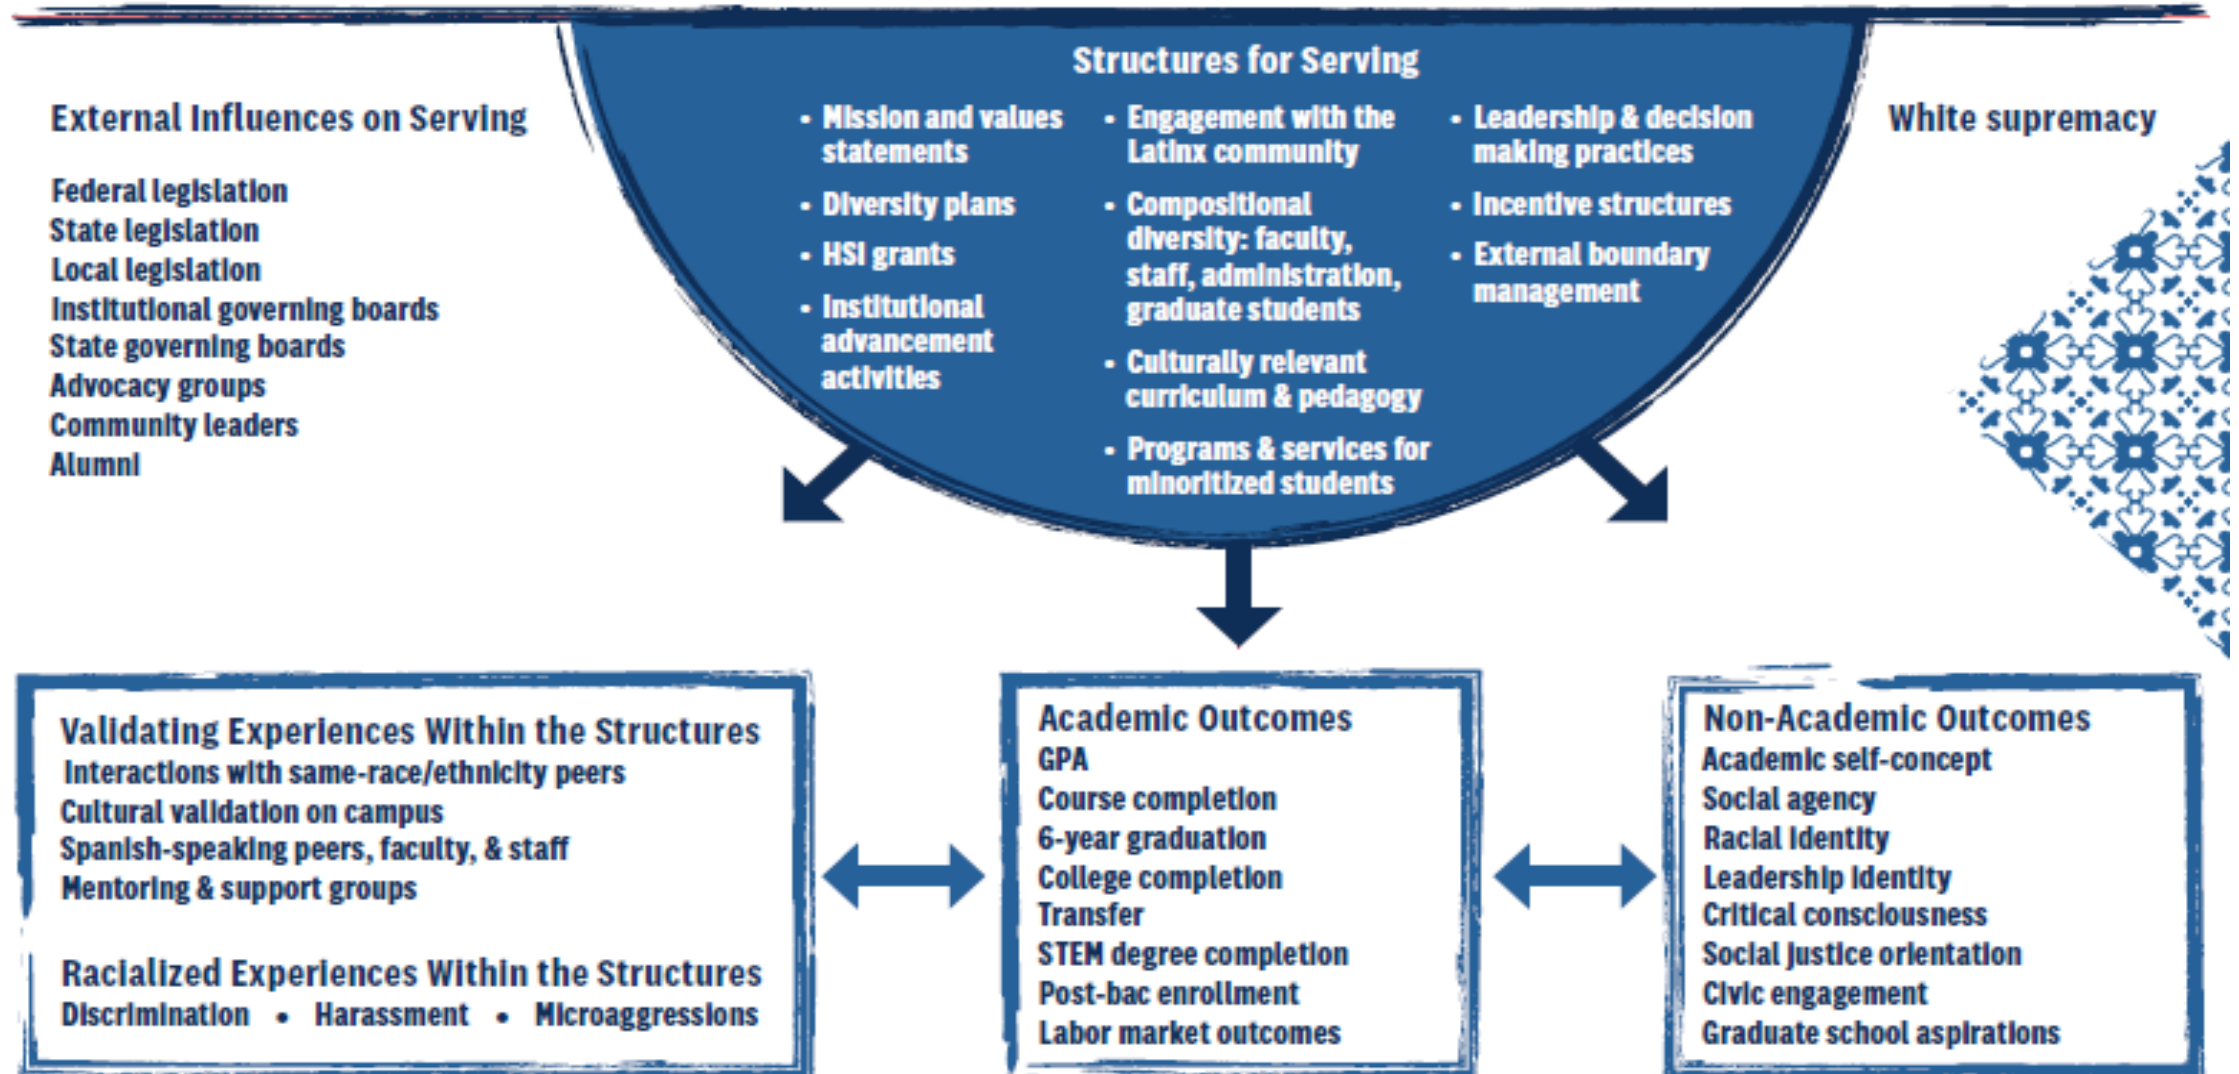 Structures for Serving
External Influences on Serving
Federal legislation
State legislation
Local legislation
Institutional governing boards
State governing boards
Advocacy groups
Community leaders
Alumni
• Mission and values
statements
• Diversity plans
• HSI grants
• Institutional
advancement
activities
• Engagement with the
Latinx community
• Compositional
diversity: faculty,
staff, administration,
graduate students
• Culturally relevant
curriculum & pedagogy
• Programs & services for
minoritized students
• Leadership & decision
making practices
• Incentive structures
• External boundary
management
White supremacy
Validating Experiences Within the Structures
Interactions with same-race/ethnicity peers
Cultural validation on campus
Spanish-speaking peers, faculty, & staff
Mentoring & support groups
Racialized Experiences Within the Structures
Discrimination • Harassment • Microaggressions
Academic Outcomes
GPA
Course completion
6-year graduation
College completion
Transfer
STEM degree completion
Post-bac enrollment
Labor market outcomes
Non-Academic Outcomes
Academic self-concept
Social agency
Racial identity
Leadership identity
Critical consciousness
Social justice orientation
Civic engagement
Graduate school aspirations